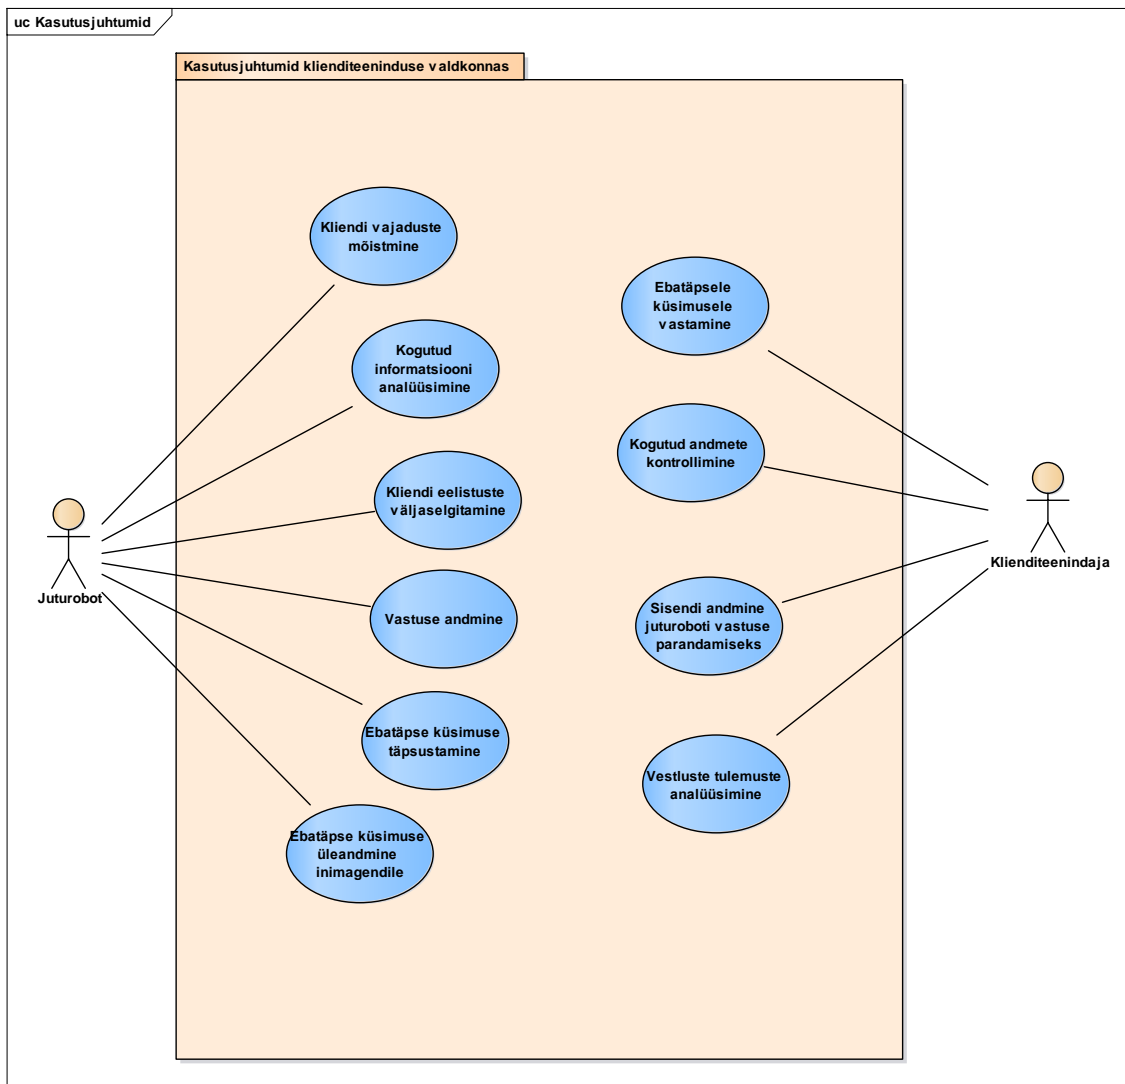 uc Kasutusjuhtumid
Kasutusjuhtumid klienditeeninduse valdkonnas
Kliendi vajaduste
mõistmine
Kogutud
informatsiooni
analüüsimine
Kliendi eelistuste
väljaselgitamine
Vastuse andmine
Ebatäpse küsimuse
täpsustamine
Ebatäpse küsimuse
üleandmine
inimagendile
Juturobot
Ebatäpsele
küsimusele
vastamine
Kogutud andmete
kontrollimine
Sisendi andmine
juturoboti vastuse
parandamiseks
Vestluste tulemuste
analüüsimine
Klienditeenindaja